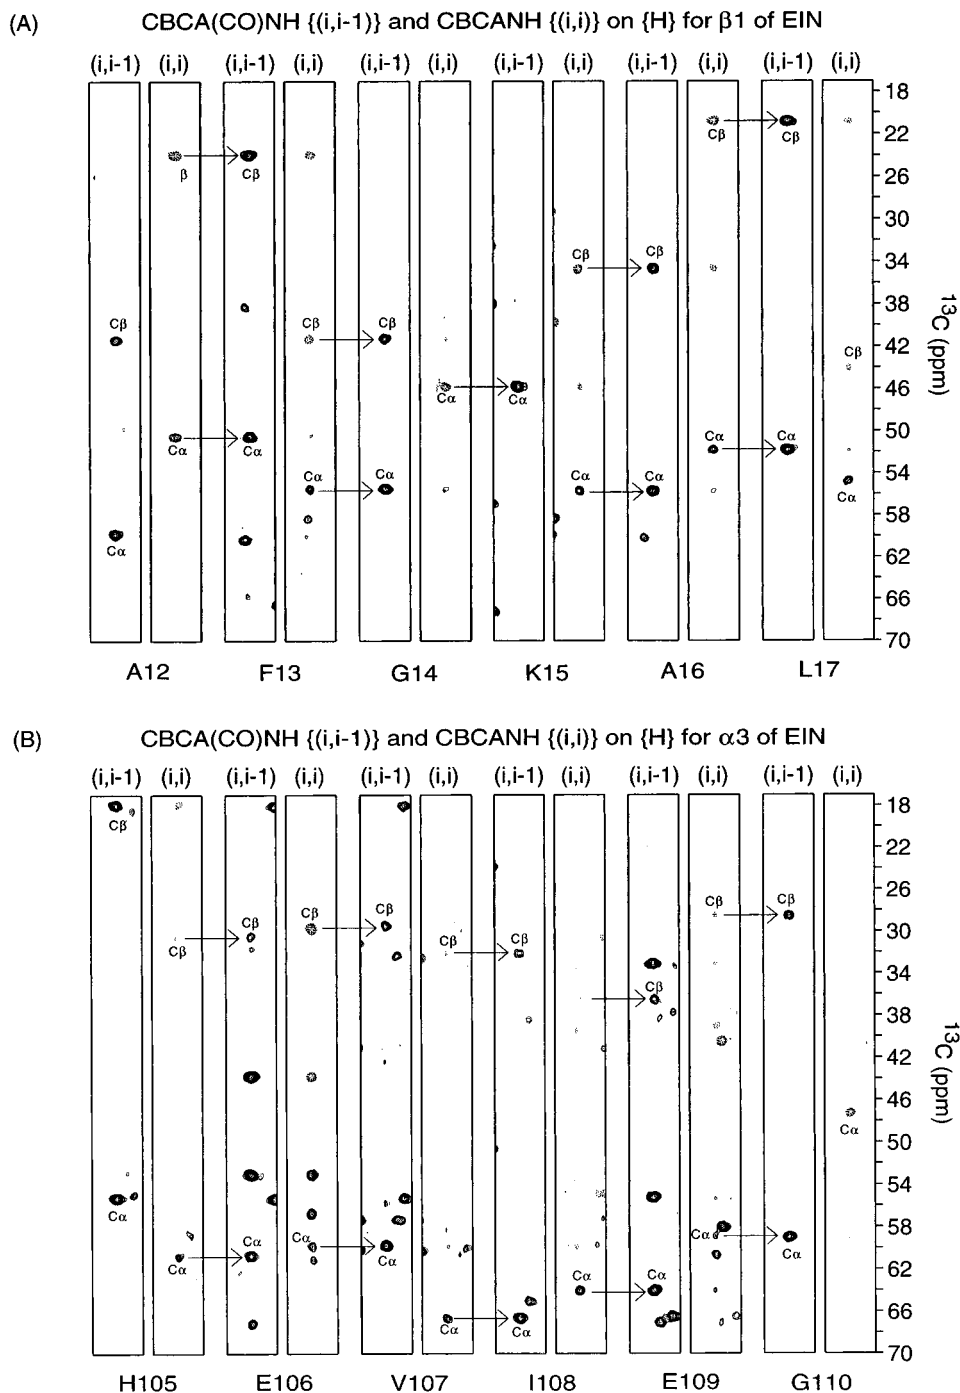 (A) CBCA(CO)NH {(i,i-1)} and CBCANH {(i,i)} on {H} for β1 of EIN
(i,i-1) (i,i) (i,i-1) (i,i) (i,i-1) (i,i) (i,i-1) (i,i) (i,i-1) (i,i) (i,i-1) (i,i)
18
Cβ Cβ
22
β Cβ
26
30
Cβ Cβ
34
38
Cβ Cβ Cβ
42
Cβ
46
Cα Cα
50
Cα Cα Cα Cα
54
Cα Cα Cα Cα Cα
58
Cα
62
66
70
13C (ppm)
A12 F13 G14 K15 A16 L17
(B) CBCA(CO)NH {(i,i-1)} and CBCANH {(i,i)} on {H} for α3 of EIN
(i,i-1) (i,i) (i,i-1) (i,i) (i,i-1) (i,i) (i,i-1) (i,i) (i,i-1) (i,i) (i,i-1) (i,i)
18
Cβ
22
26
Cβ Cβ Cβ Cβ
30
Cβ Cβ Cβ Cβ
34
Cβ
38
42
46
Cα
50
54
Cα
58
Cα Cα
62
Cα Cα Cα Cα Cα Cα
66
Cα Cα
70
13C (ppm)
H105 E106 V107 I108 E109 G110